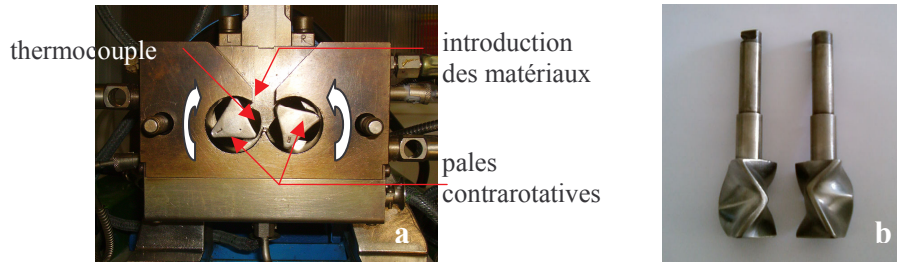 thermocouple
introduction
des matériaux
pales
contrarotatives
a
b